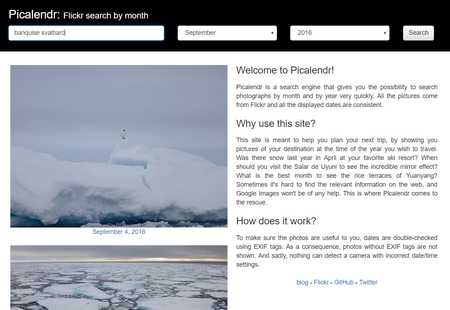 Picalendr: Flickr search by month
banquise svalbard
September
2016
Search
September 4, 2016
Welcome to Picalendr!
Picalendr is a search engine that gives you the possibility to search
photographs by month and by year very quickly. All the pictures come
from Flickr and all the displayed dates are consistent.
Why use this site?
This site is meant to help you plan your next trip, by showing you
pictures of your destination at the time of the year you wish to travel.
Was there snow last year in April at your favorite ski resort? When
should you visit the Salar de Uyuni to see the incredible mirror effect?
What is the best month to see the rice terraces of Yuanyang?
Sometimes it's hard to find the relevant information on the web, and
Google Images won't be of any help. This is where Picalendr comes to
the rescue.
How does it work?
To make sure the photos are useful to you, dates are double-checked
using EXIF tags. As a consequence, photos without EXIF tags are not
shown. And sadly, nothing can detect a camera with incorrect date/time
settings.
blog • Flickr • GitHub • Twitter